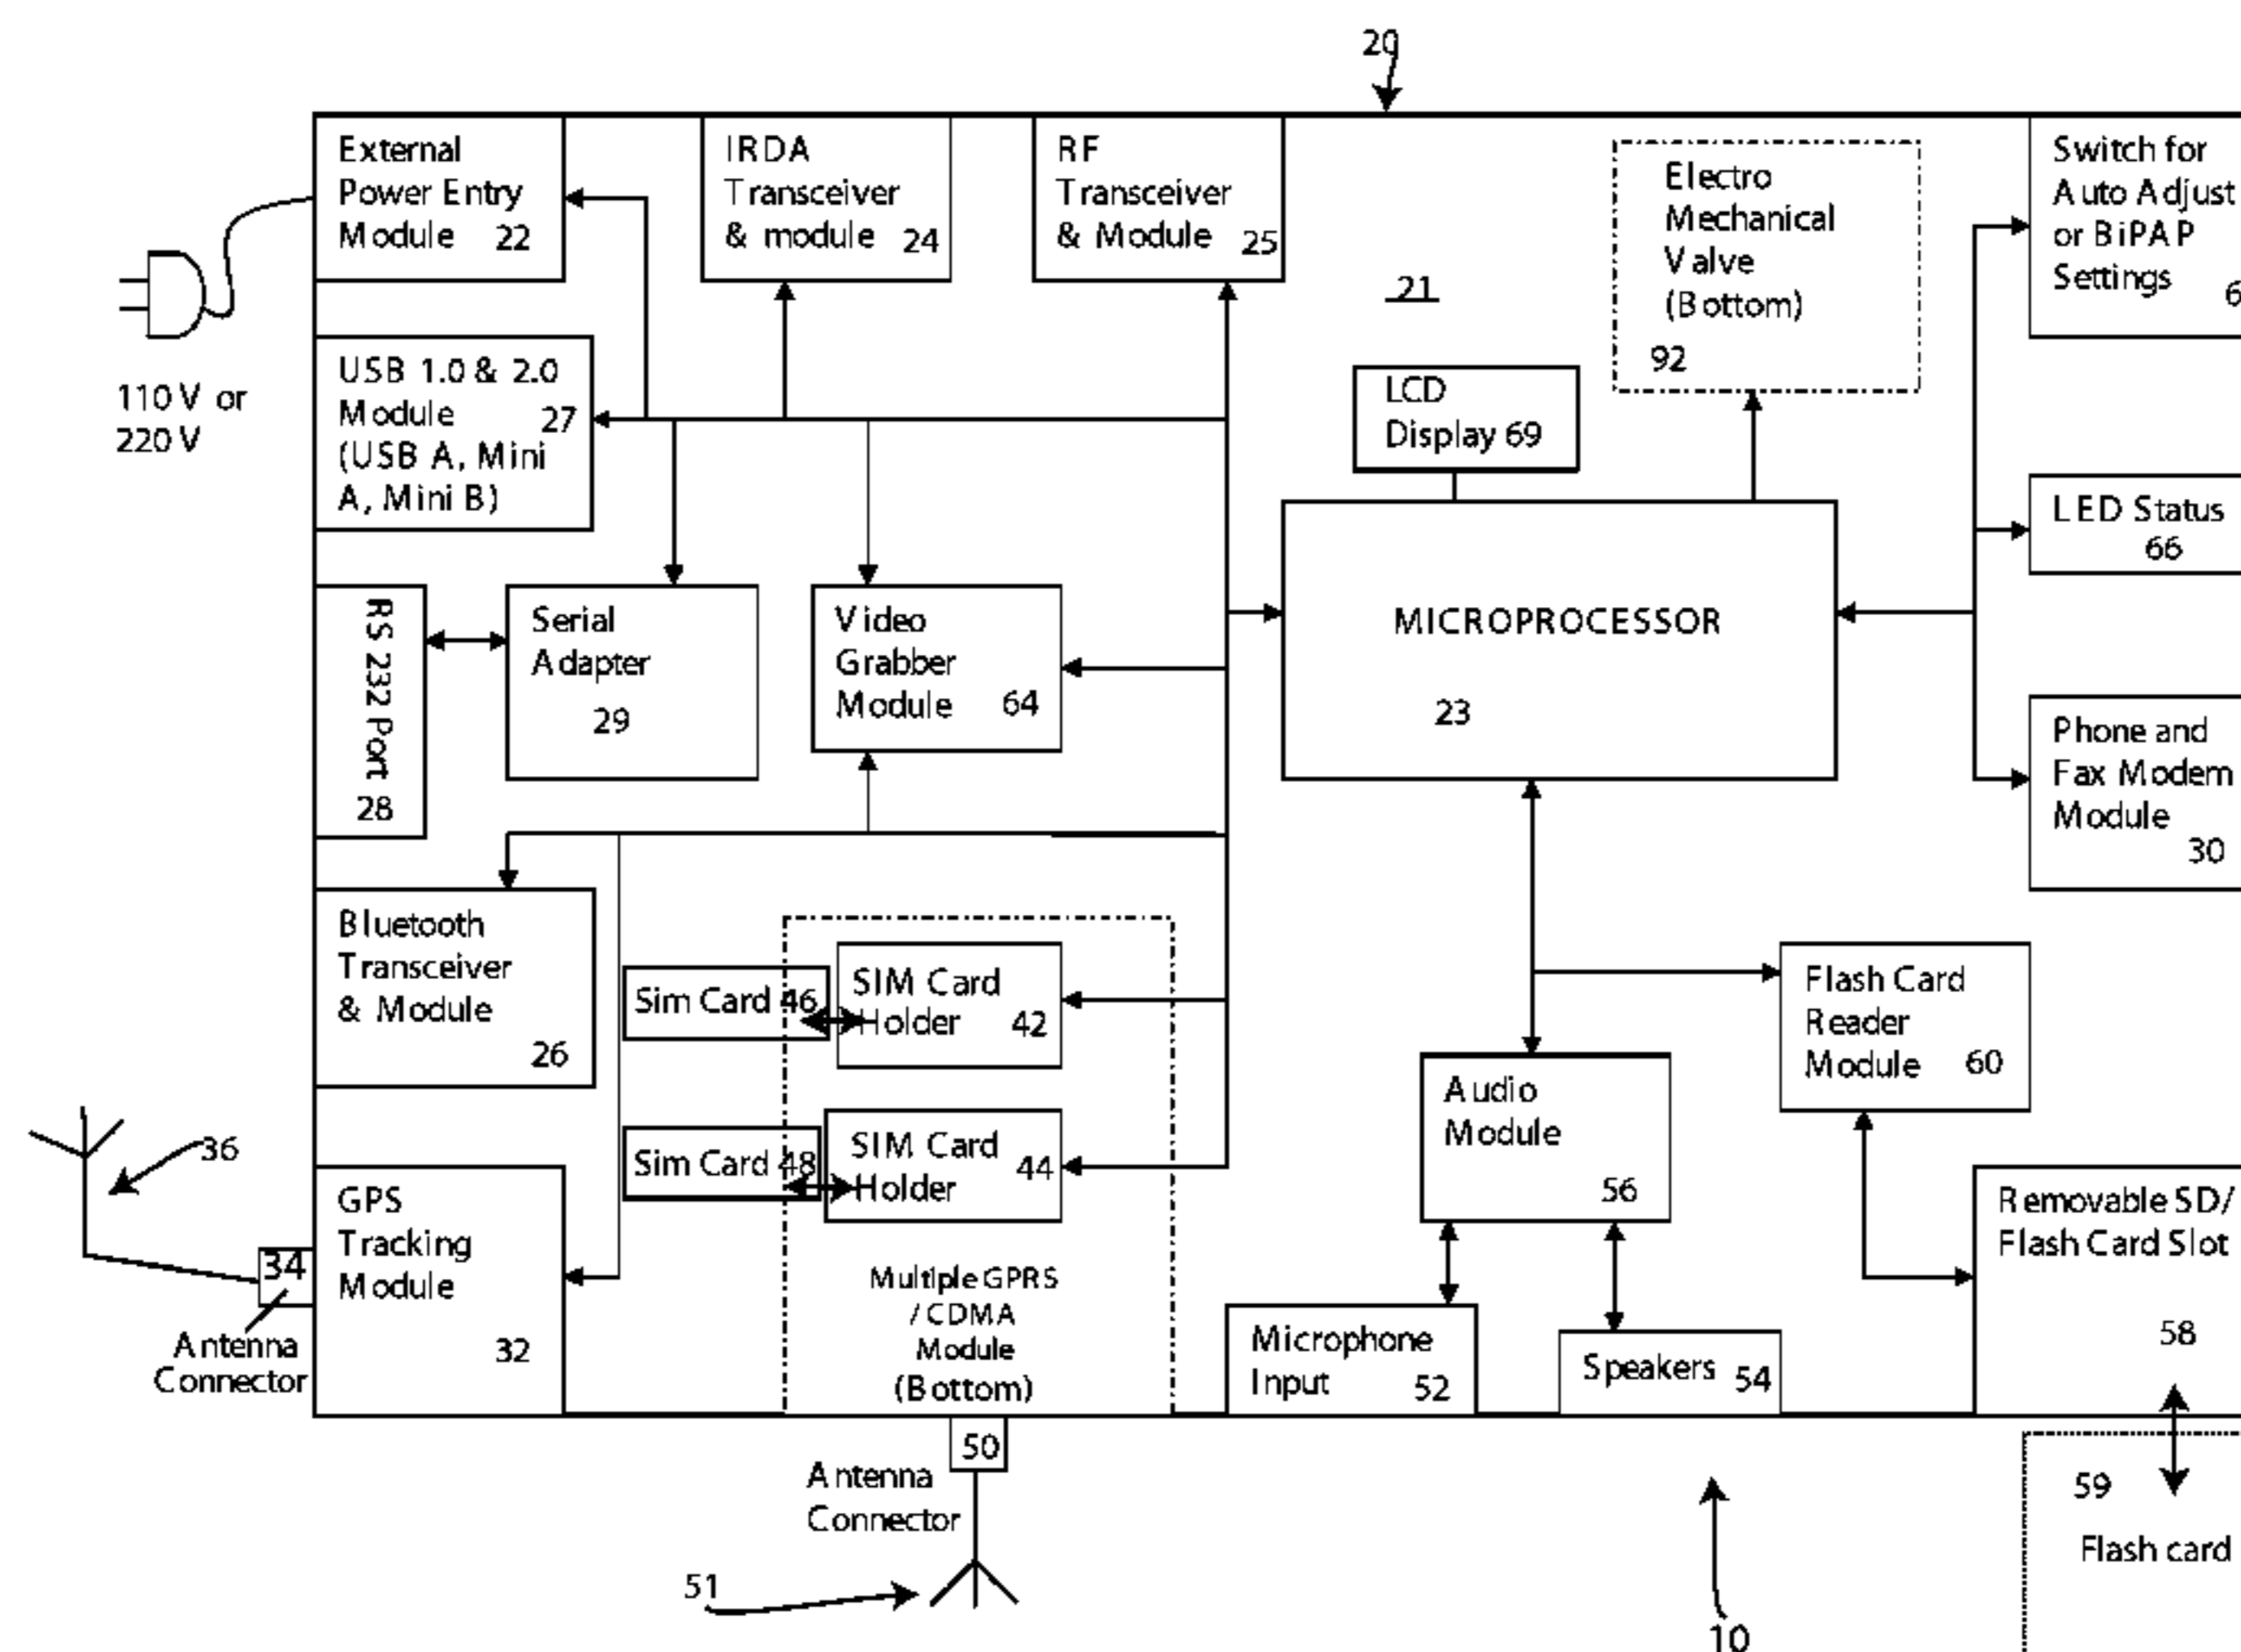 20
External
Power Entry
Module 22
IRDA
Transceiver
& module 24
RF
Transceiver
& Module 25
21
Electro
Mechanical
Valve
(Bottom)
92
Switch for
Auto Adjust
or BiPAP
Settings
6
110 V or
220 V
USB 1.0 & 2.0
Module 27
(USB A, Mini
A, Mini B)
LCD
Display 69
LED Status
66
RS 232 Port
28
Serial
Adapter
29
Video
Grabber
Module 64
MICROPROCESSOR
23
Phone and
Fax Modem
Module
30
Bluetooth
Transceiver
& Module
26
Sim Card 46
SIM Card
Holder 42
Sim Card 48
SIM Card
Holder 44
Flash Card
Reader
Module 60
Audio
Module
56
36
34
Antenna
Connector
GPS
Tracking
Module
32
Multiple GPRS
/ CDMA
Module
(Bottom)
Microphone
Input 52
Speakers 54
Removable SD/
Flash Card Slot
58
50
Antenna
Connector
51
59
Flash card
10